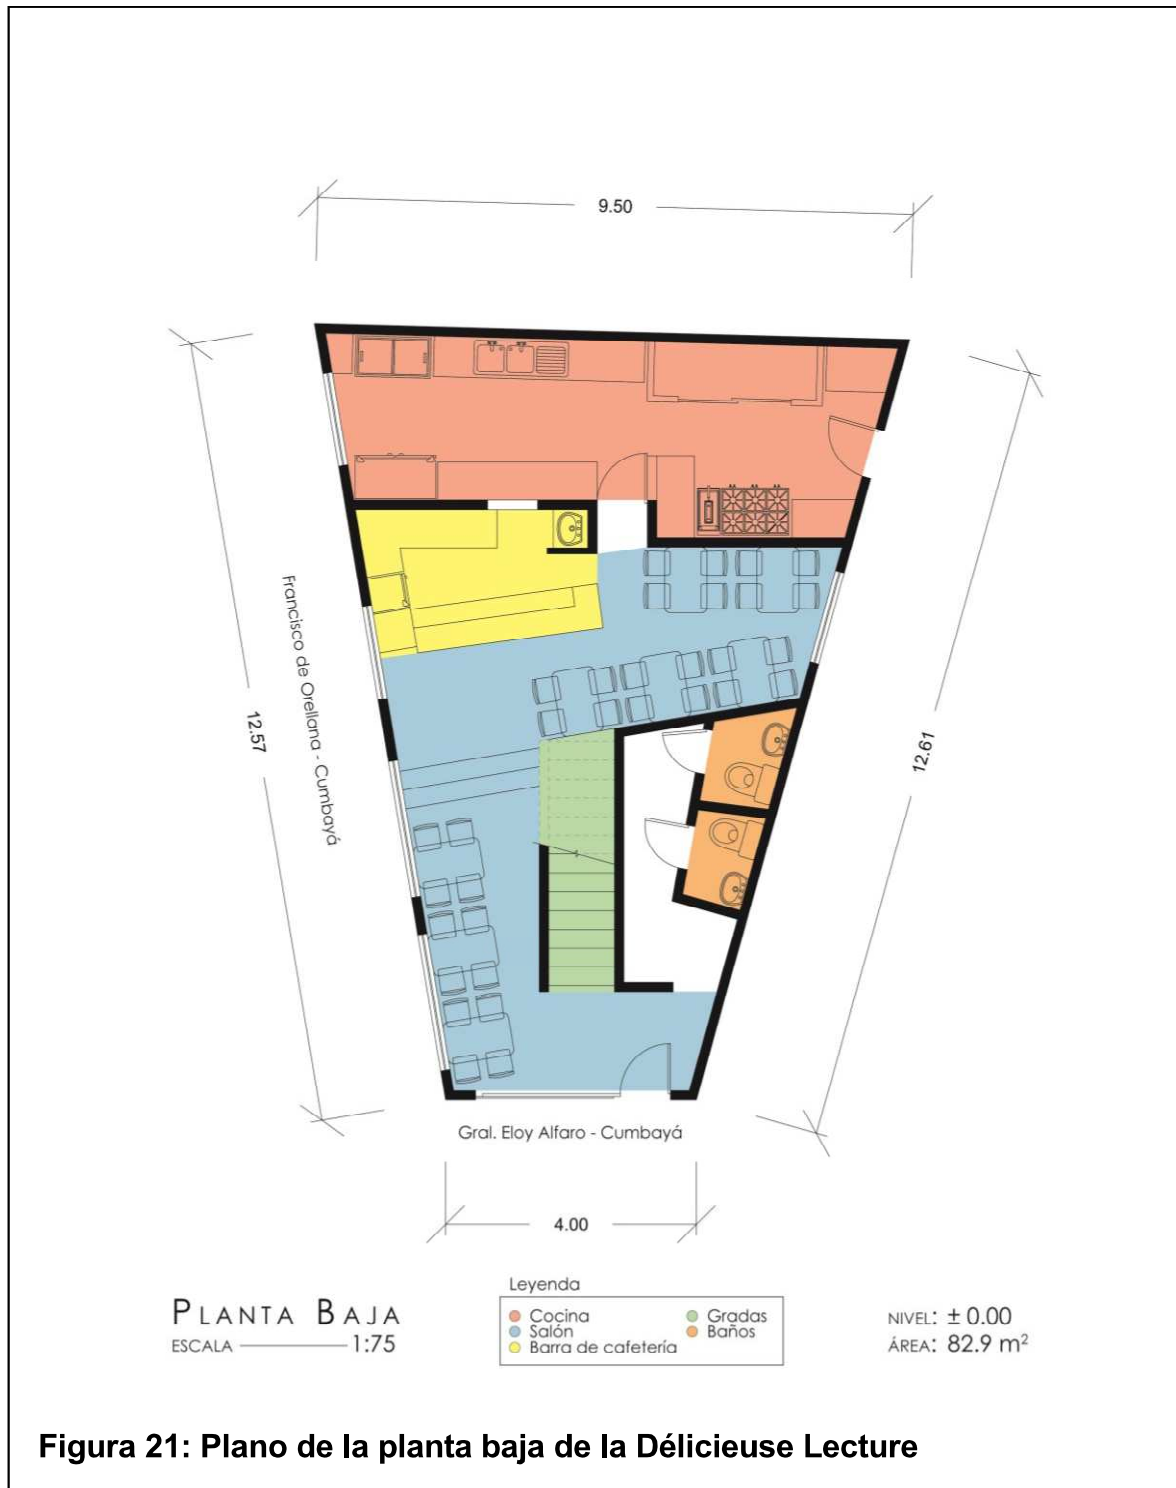 9.50
Francisco de Orellana - Cumbayá
12.57
12.61
Gral. Eloy Alfaro - Cumbayá
4.00
PLANTA BAJA
ESCALA 1:75
Leyenda
Cocina
Salón
Barra de cafetería
Gradas
Baños
NIVEL: ± 0.00
ÁREA: 82.9 m²
Figura 21: Plano de la planta baja de la Délicieuse Lecture